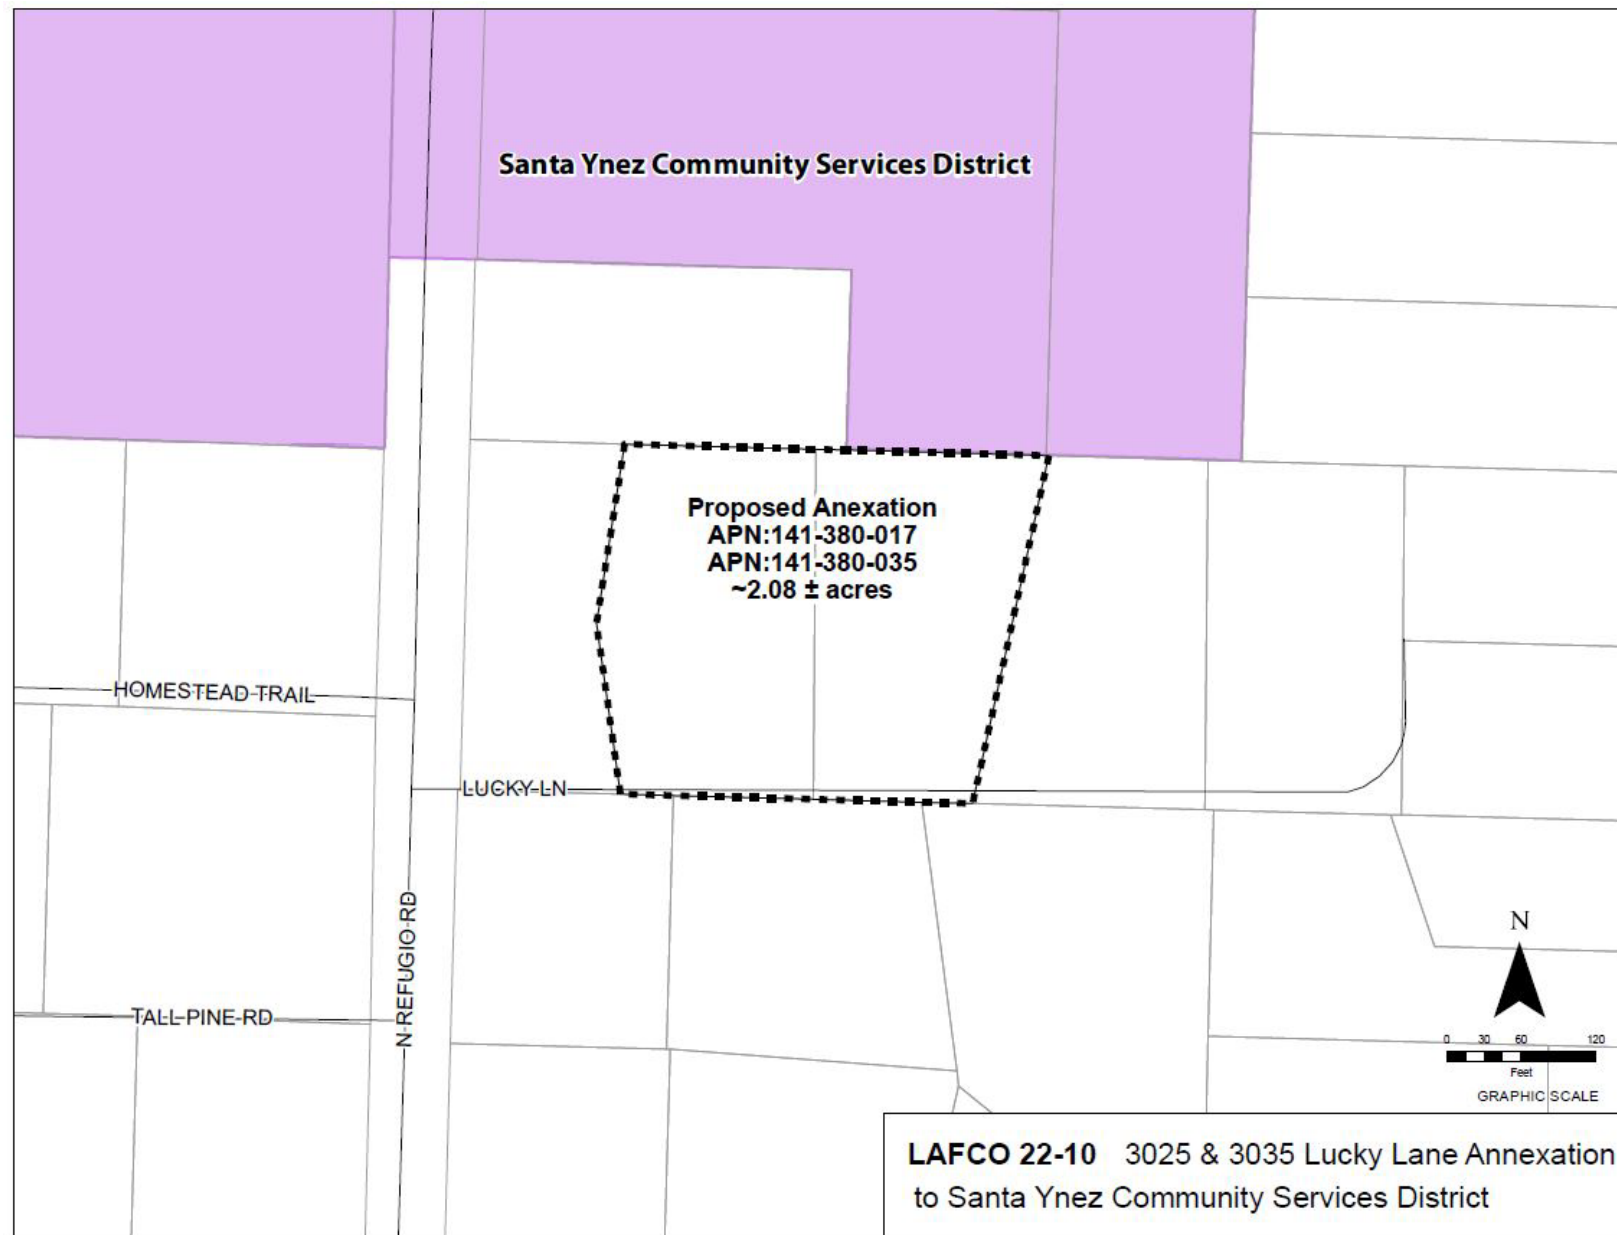 Santa Ynez Community Services District
Proposed Anexation
APN:141-380-017
APN:141-380-035
~2.08 ± acres
HOMESTEAD TRAIL
LUCKY LN
N REFUGIO RD
TALL PINE RD
N
0 30 60 120
Feet
GRAPHIC SCALE
LAFCO 22-10 3025 & 3035 Lucky Lane Annexation
to Santa Ynez Community Services District